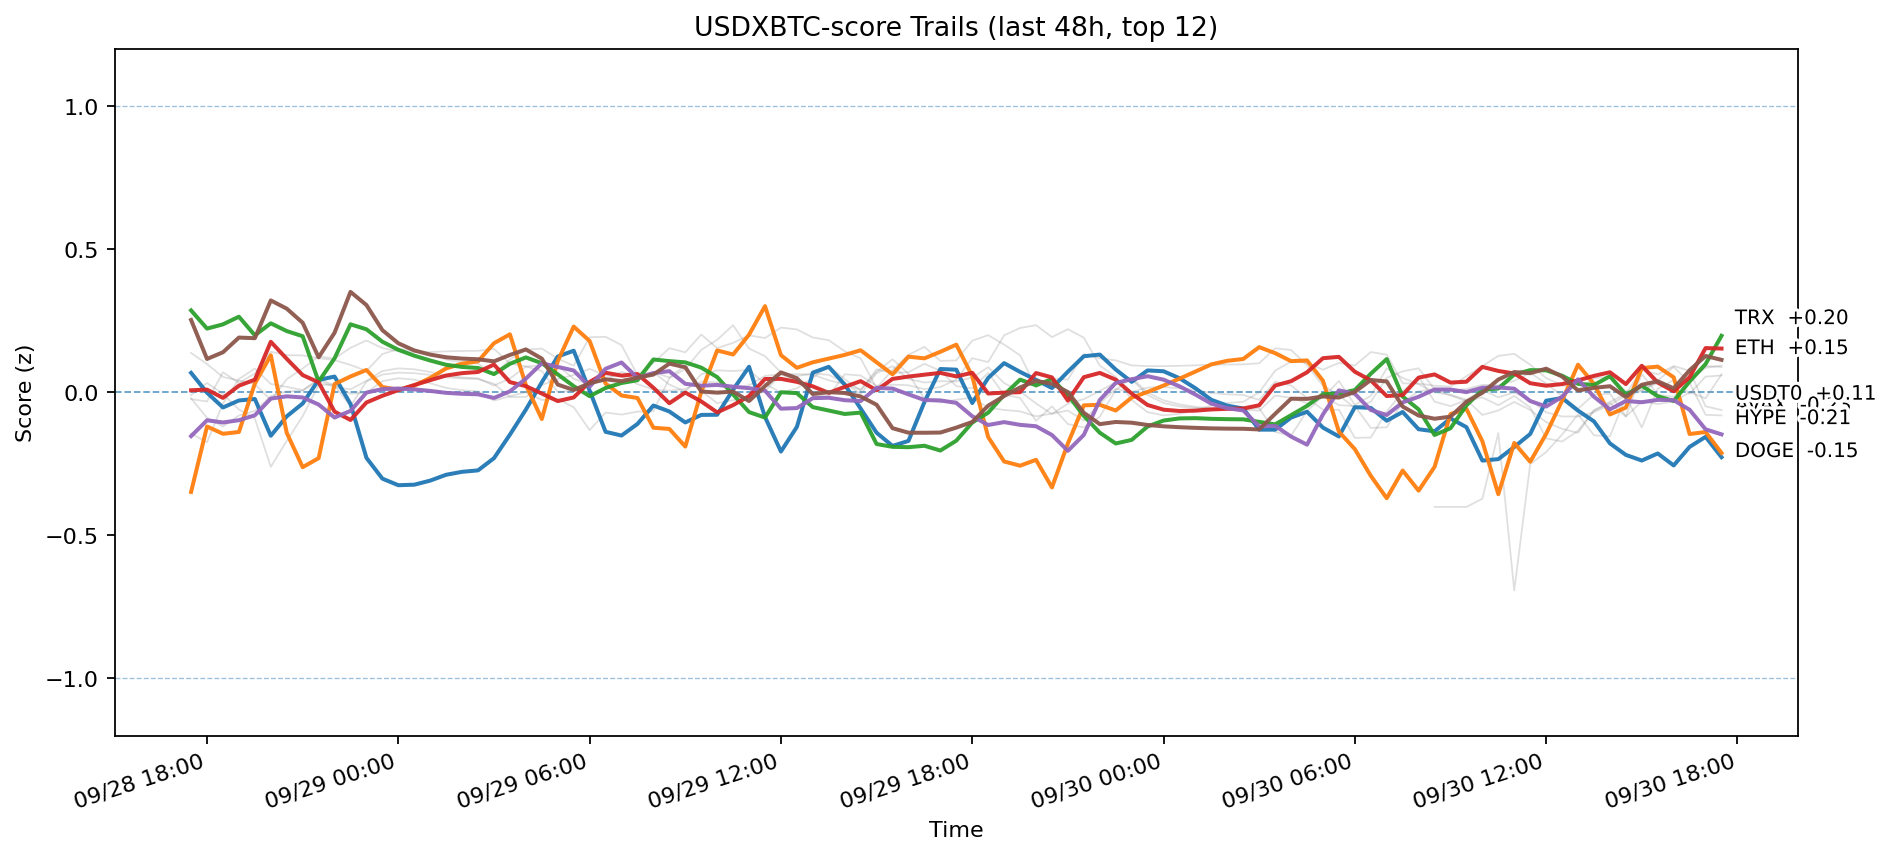 USDXBTC-score Trails (last 48h, top 12)
Score (z)
1.0
0.5
0.0
−0.5
−1.0
TRX +0.20
ETH +0.15
USDT0 +0.11
HYPE -0.21
DOGE -0.15
09/28 18:00
09/29 00:00
09/29 06:00
09/29 12:00
09/29 18:00
09/30 00:00
09/30 06:00
09/30 12:00
09/30 18:00
Time